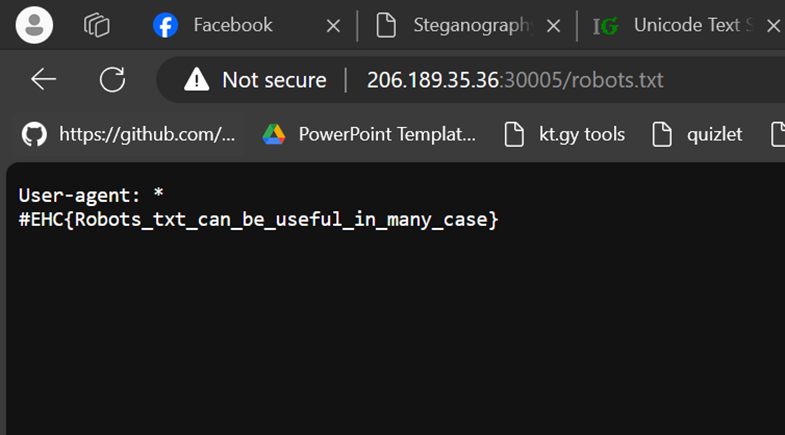 Facebook
Steganography
Unicode Text S
Not secure 206.189.35.36:30005/robots.txt
https://github.com/... PowerPoint Templat... kt.gy tools quizlet
User-agent: *
#EHC{Robots_txt_can_be_useful_in_many_case}